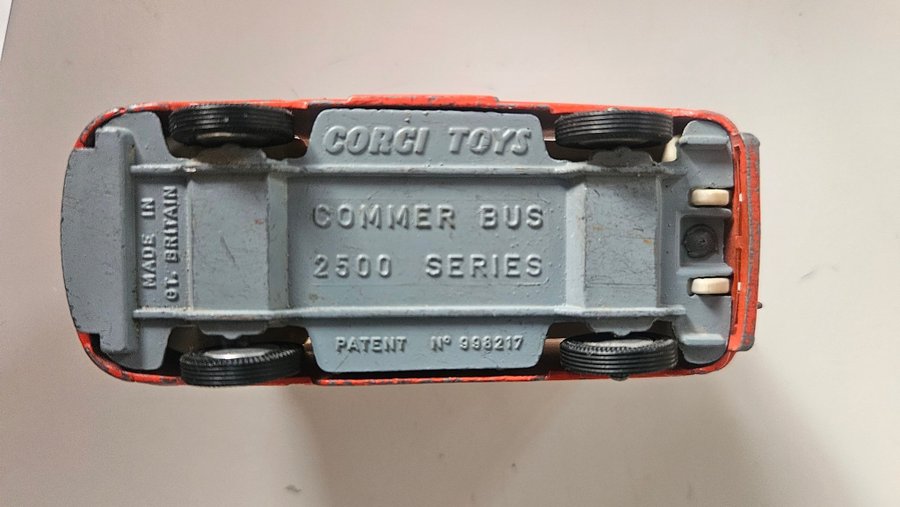 CORGI TOYS
COMMER BUS
2500 SERIES
PATENT Nº 998217
MADE IN
GT. BRITAIN